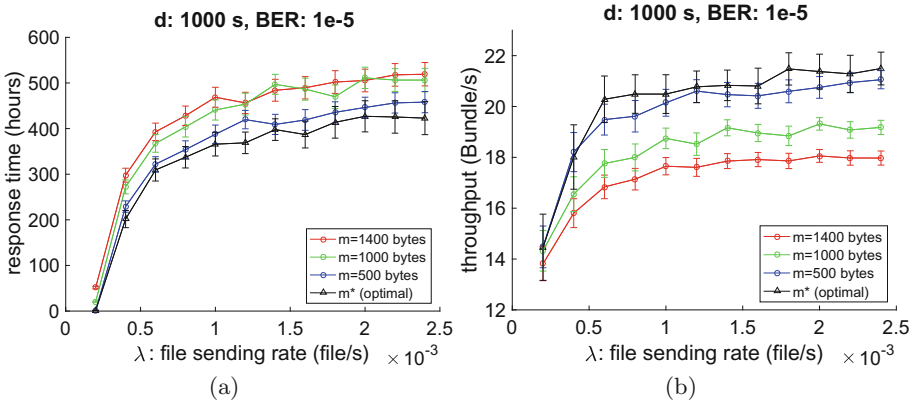 d: 1000 s, BER: 1e-5
600
500
400
300
200
100
0
response time (hours)
0 0.5 1 1.5 2 2.5
λ: file sending rate (file/s) × 10⁻³
m=1400 bytes
m=1000 bytes
m=500 bytes
m* (optimal)
(a)
d: 1000 s, BER: 1e-5
22
20
18
16
14
12
throughput (Bundle/s)
0 0.5 1 1.5 2 2.5
λ: file sending rate (file/s) × 10⁻³
m=1400 bytes
m=1000 bytes
m=500 bytes
m* (optimal)
(b)